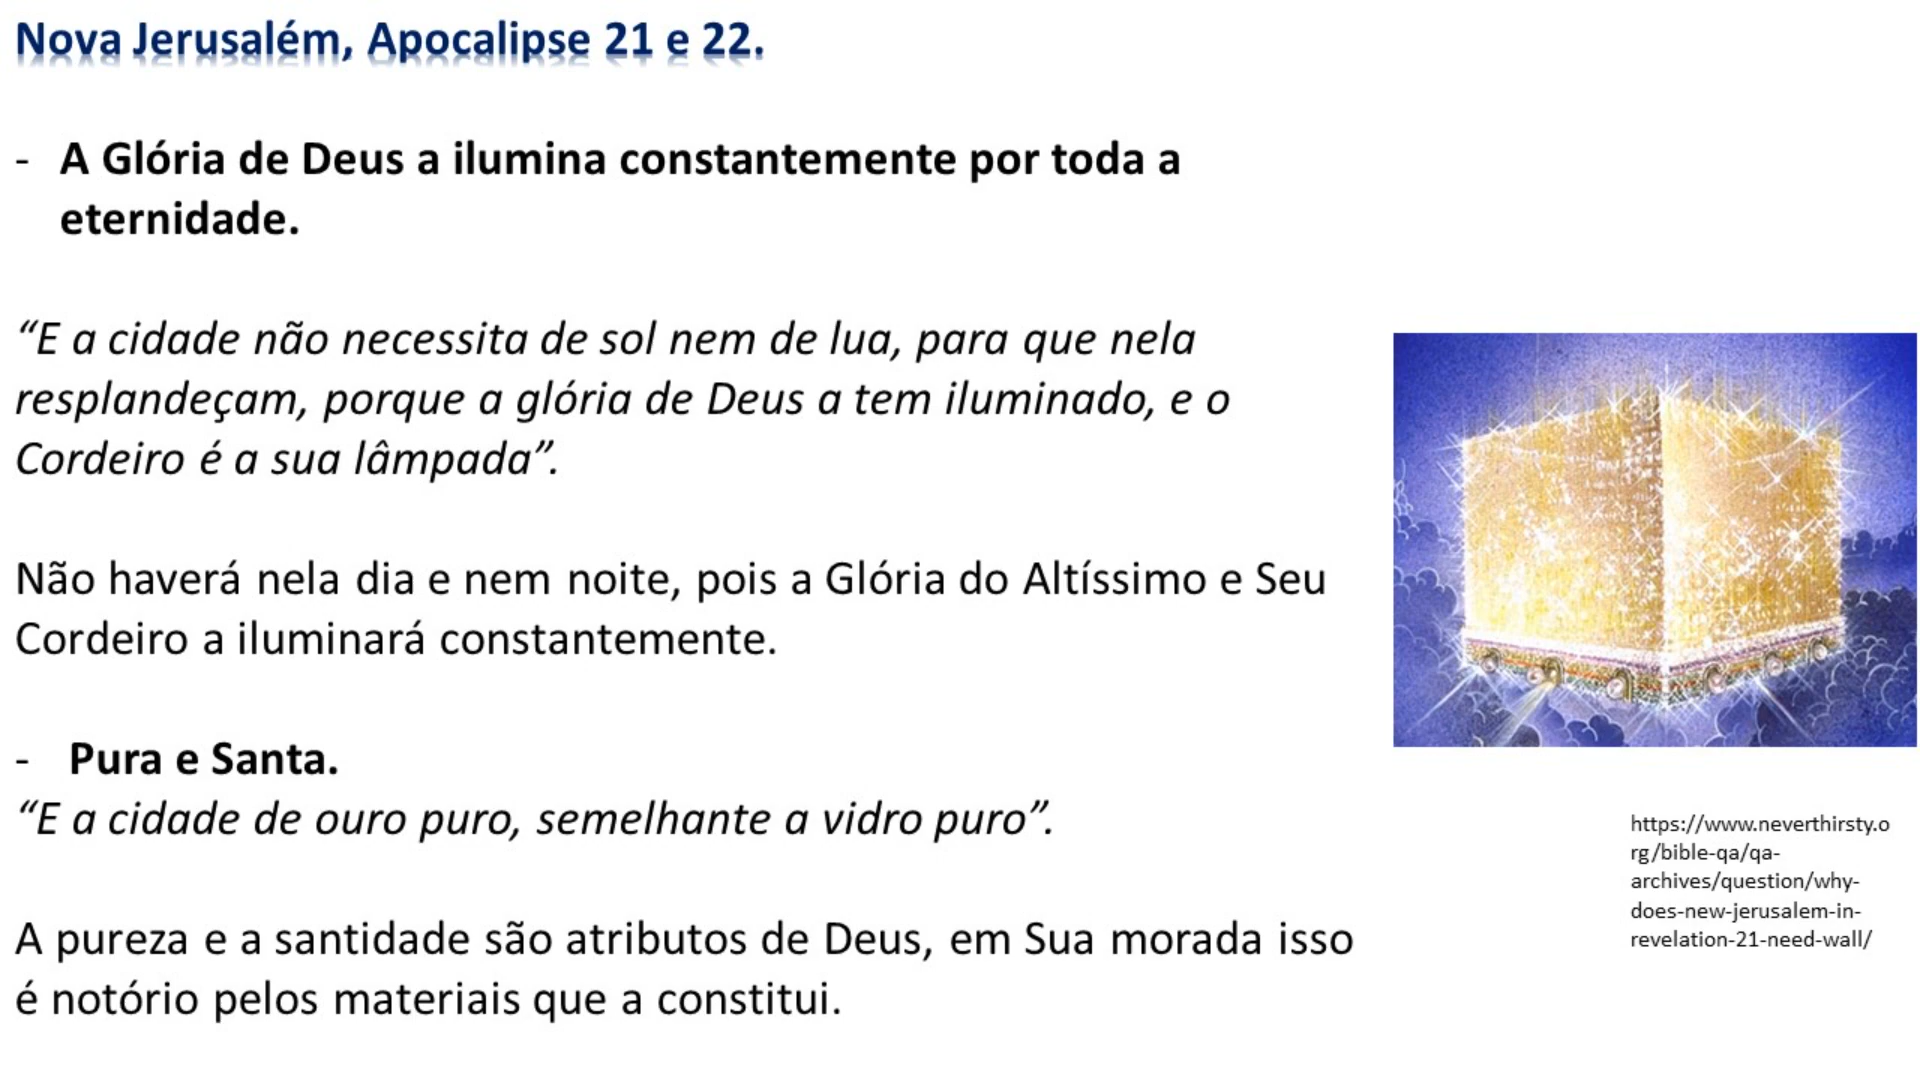 Nova Jerusalém, Apocalipse 21 e 22.
- A Glória de Deus a ilumina constantemente por toda a
eternidade.
“E a cidade não necessita de sol nem de lua, para que nela
resplandeçam, porque a glória de Deus a tem iluminado, e o
Cordeiro é a sua lâmpada”.
Não haverá nela dia e nem noite, pois a Glória do Altíssimo e Seu
Cordeiro a iluminará constantemente.
- Pura e Santa.
“E a cidade de ouro puro, semelhante a vidro puro”.
A pureza e a santidade são atributos de Deus, em Sua morada isso
é notório pelos materiais que a constitui.
https://www.neverthirsty.o
rg/bible-qa/qa-
archives/question/why-
does-new-jerusalem-in-
revelation-21-need-wall/